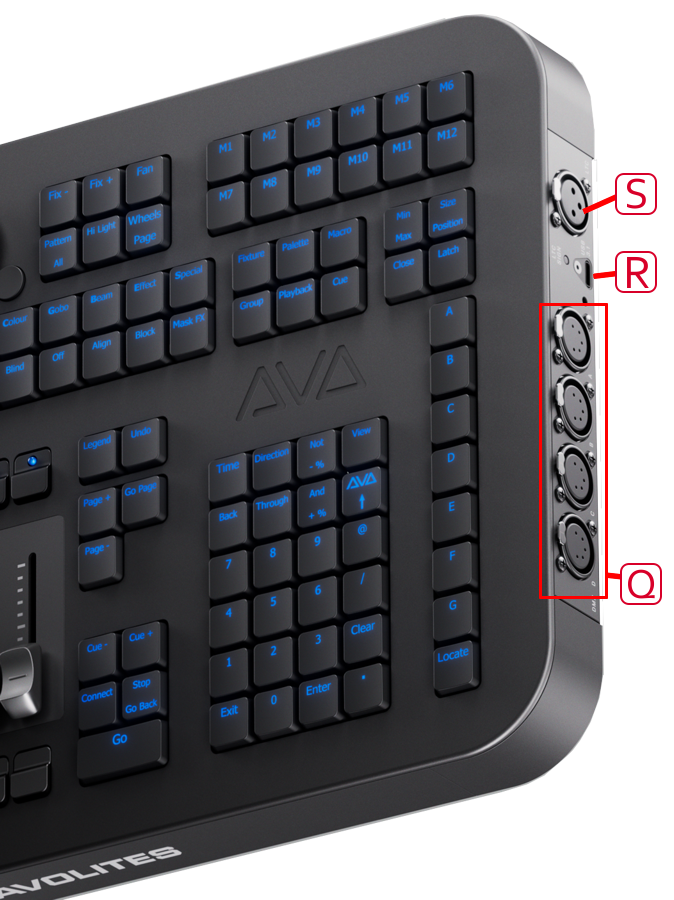 M1 M2 M3 M4 M5 M6
M7 M8 M9 M10 M11 M12
Fix - Fix + Fan
Pattern
All
Hi Light
Wheels
Page
Min
Max
Size
Position
Close Latch
Fixture Palette Macro
Group Playback Cue
Colour Gobo Beam Effect Special
Blind Off Align Block Mask FX
AVA
A
B
C
D
E
F
G
Locate
Legend Undo
Page + Go Page
Page -
Time Direction
Not
- %
View
Back Through
And
+ %
AVA
7 8 9 @
4 5 6 /
1 2 3 Clear
Exit 0 Enter .
Cue - Cue +
Connect
Stop
Go Back
Go
AVOLITES
S
R
Q